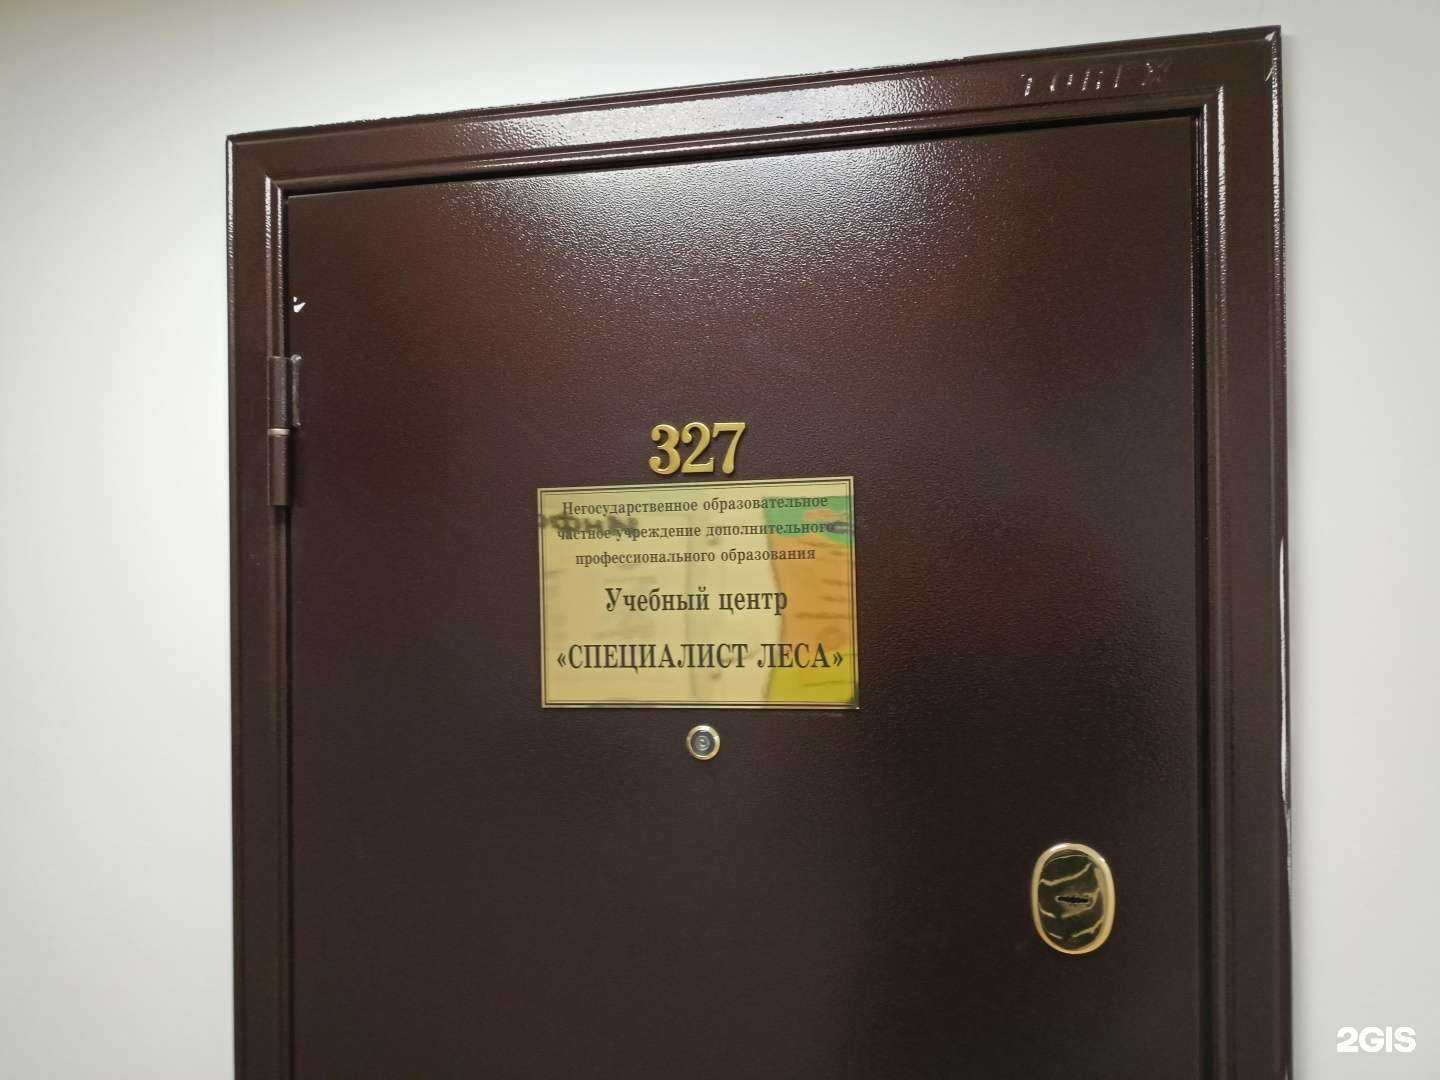 TOREX
327
Негосударственное образовательное
частное учреждение дополнительного
профессионального образования
Учебный центр
«СПЕЦИАЛИСТ ЛЕСА»
2GIS